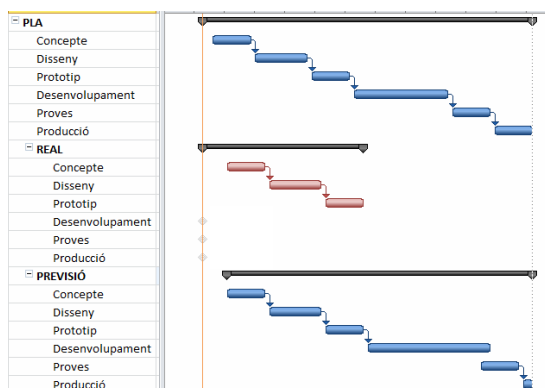 PLA
Concepte
Disseny
Prototip
Desenvolupament
Proves
Producció
REAL
Concepte
Disseny
Prototip
Desenvolupament
Proves
Producció
PREVISIÓ
Concepte
Disseny
Prototip
Desenvolupament
Proves
Producció